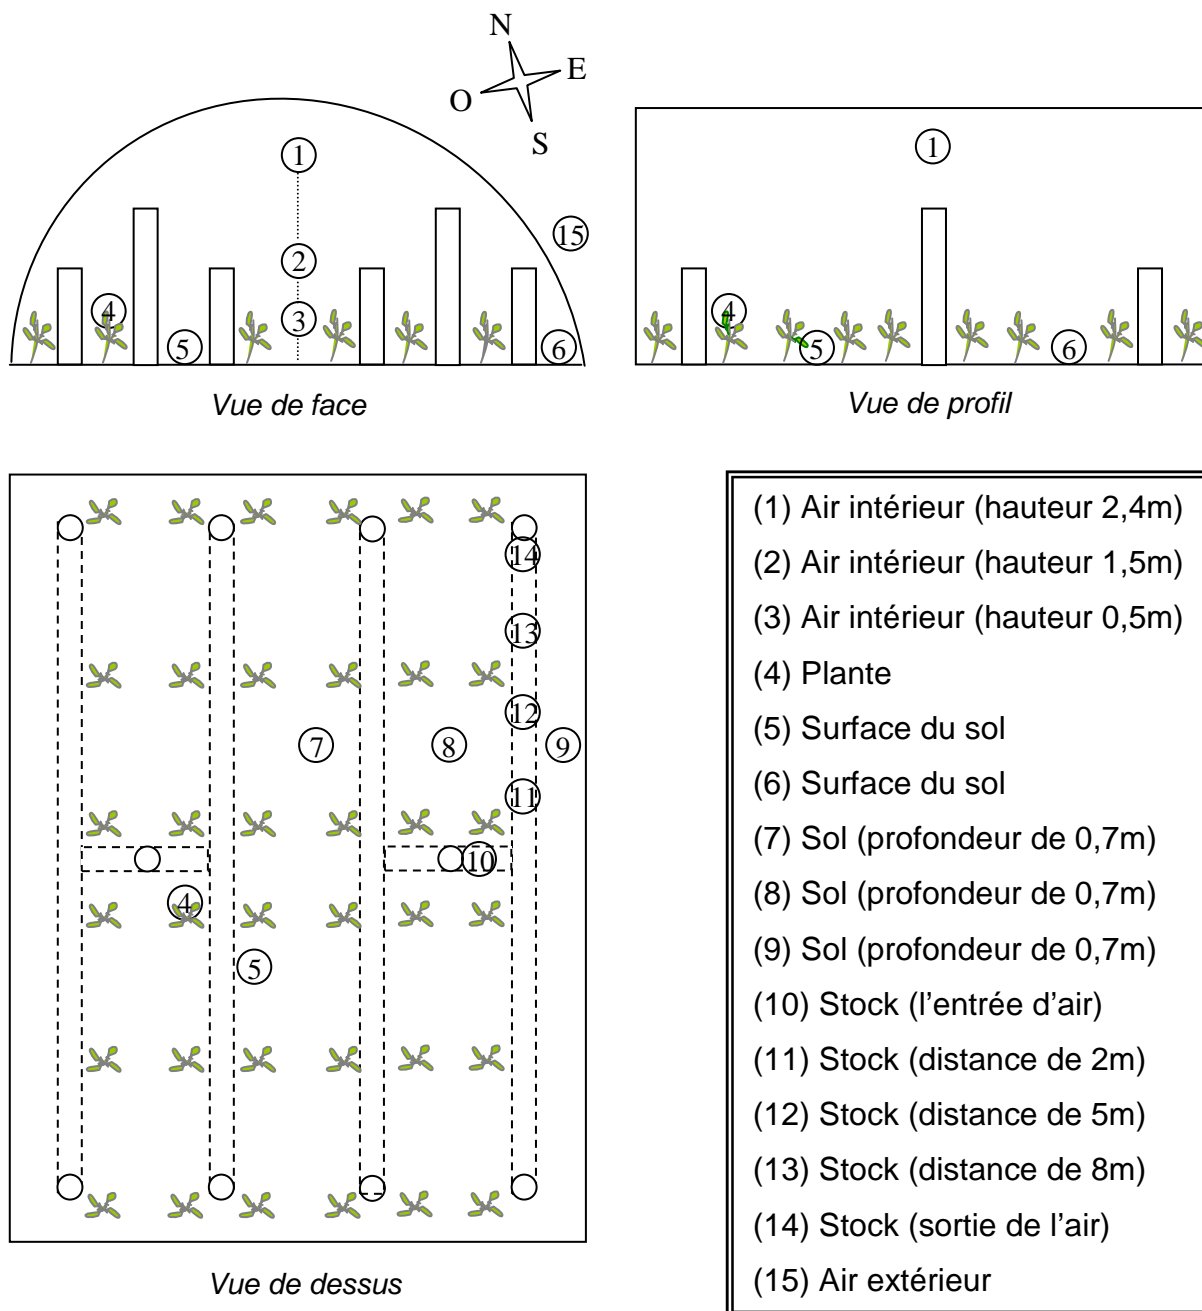 N
E
O
S
1
1
15
2
4
3
4
5
6
5
6
Vue de face
Vue de profil
14
13
12
7
8
9
11
10
4
5
Vue de dessus
(1) Air intérieur (hauteur 2,4m)
(2) Air intérieur (hauteur 1,5m)
(3) Air intérieur (hauteur 0,5m)
(4) Plante
(5) Surface du sol
(6) Surface du sol
(7) Sol (profondeur de 0,7m)
(8) Sol (profondeur de 0,7m)
(9) Sol (profondeur de 0,7m)
(10) Stock (l'entrée d'air)
(11) Stock (distance de 2m)
(12) Stock (distance de 5m)
(13) Stock (distance de 8m)
(14) Stock (sortie de l'air)
(15) Air extérieur